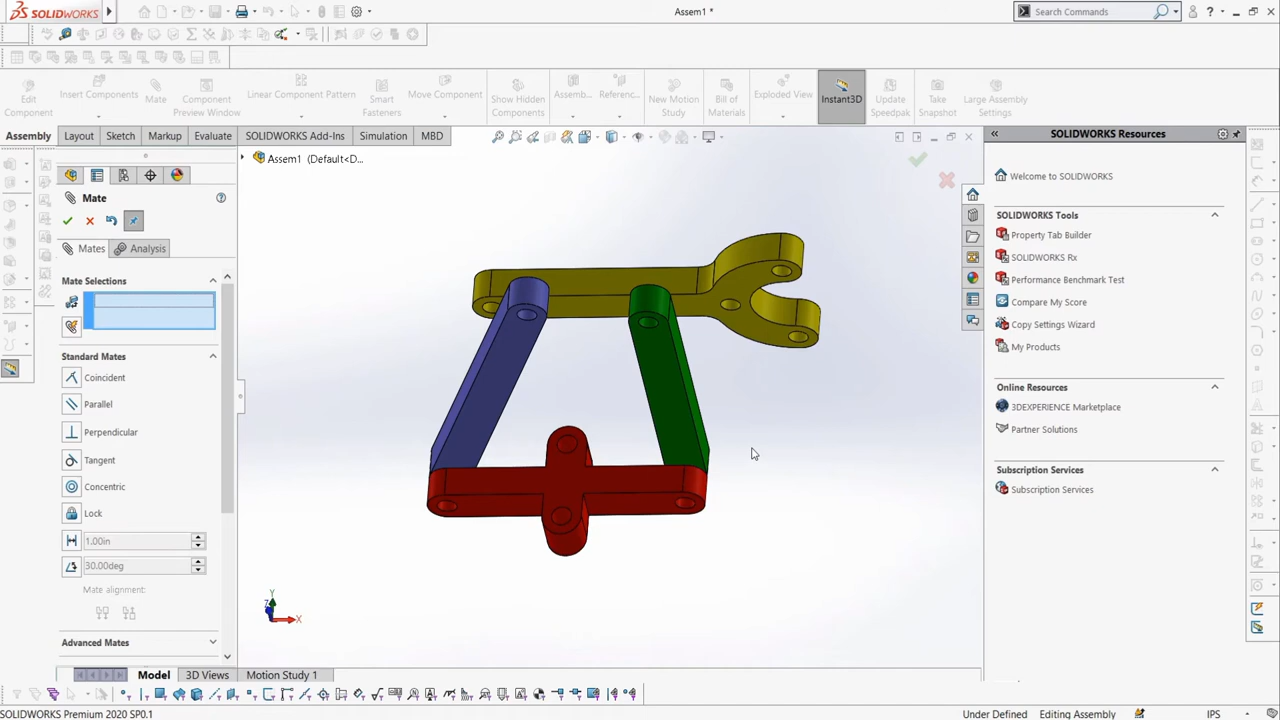 SOLIDWORKS
Assem1 *
Search Commands
Edit Component
Insert Components
Mate
Component Preview Window
Linear Component Pattern
Smart Fasteners
Move Component
Show Hidden Components
Assemb...
Referenc...
New Motion Study
Bill of Materials
Exploded View
Instant3D
Update Speedpak
Take Snapshot
Large Assembly Settings
Assembly
Layout
Sketch
Markup
Evaluate
SOLIDWORKS Add-Ins
Simulation
MBD
Assem1 (Default<D...
Mate
Mates
Analysis
Mate Selections
Standard Mates
Coincident
Parallel
Perpendicular
Tangent
Concentric
Lock
1.00in
30.00deg
Mate alignment:
Advanced Mates
Y
Z
X
SOLIDWORKS Resources
Welcome to SOLIDWORKS
SOLIDWORKS Tools
Property Tab Builder
SOLIDWORKS Rx
Performance Benchmark Test
Compare My Score
Copy Settings Wizard
My Products
Online Resources
3DEXPERIENCE Marketplace
Partner Solutions
Subscription Services
Subscription Services
Model
3D Views
Motion Study 1
SOLIDWORKS Premium 2020 SP0.1
Under Defined
Editing Assembly
IPS